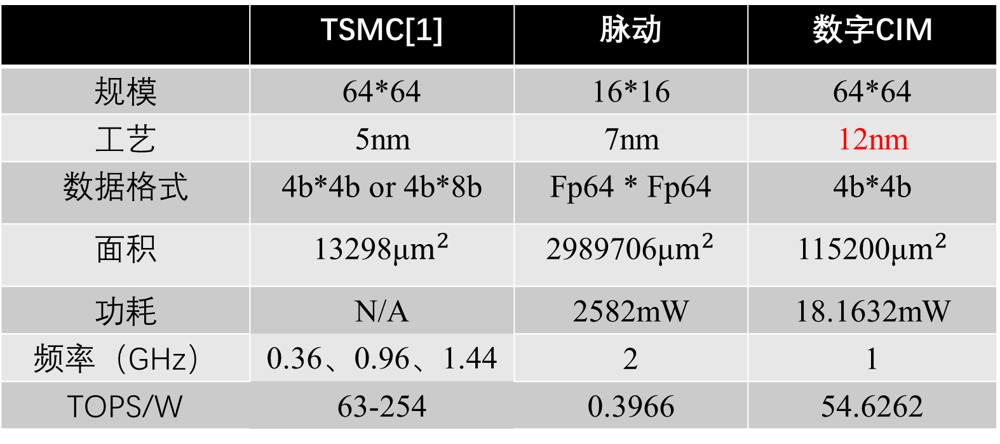 TSMC[1] 脉动 数字CIM
规模 64*64 16*16 64*64
工艺 5nm 7nm 12nm
数据格式 4b*4b or 4b*8b Fp64 * Fp64 4b*4b
面积 13298μm² 2989706μm² 115200μm²
功耗 N/A 2582mW 18.1632mW
频率（GHz） 0.36、0.96、1.44 2 1
TOPS/W 63-254 0.3966 54.6262